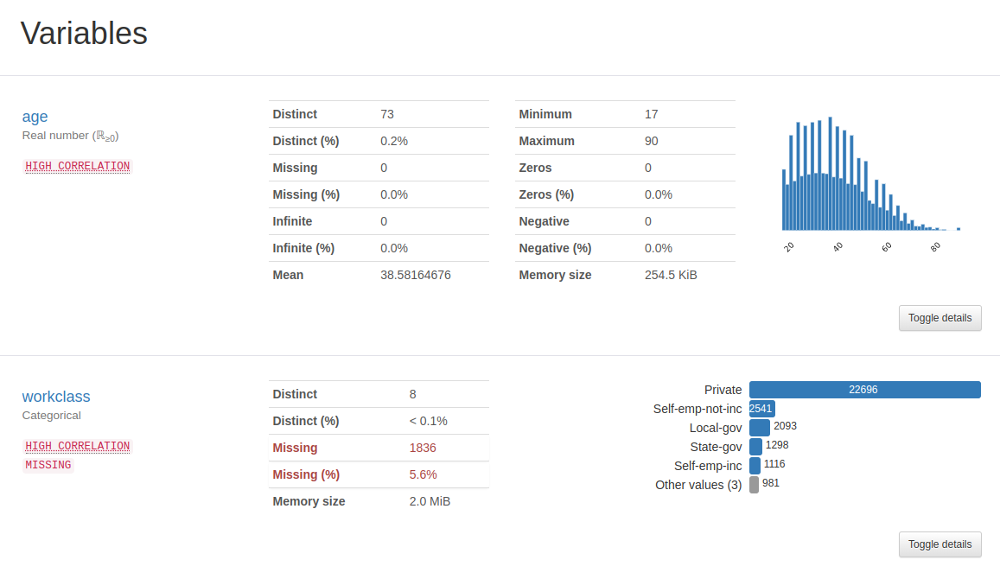 Variables
age
Real number (ℝ≥0)
HIGH CORRELATION
Distinct 73
Distinct (%) 0.2%
Missing 0
Missing (%) 0.0%
Infinite 0
Infinite (%) 0.0%
Mean 38.58164676
Minimum 17
Maximum 90
Zeros 0
Zeros (%) 0.0%
Negative 0
Negative (%) 0.0%
Memory size 254.5 KiB
20 40 60 80
Toggle details
workclass
Categorical
HIGH CORRELATION
MISSING
Distinct 8
Distinct (%) < 0.1%
Missing 1836
Missing (%) 5.6%
Memory size 2.0 MiB
Private 22696
Self-emp-not-inc 2541
Local-gov 2093
State-gov 1298
Self-emp-inc 1116
Other values (3) 981
Toggle details